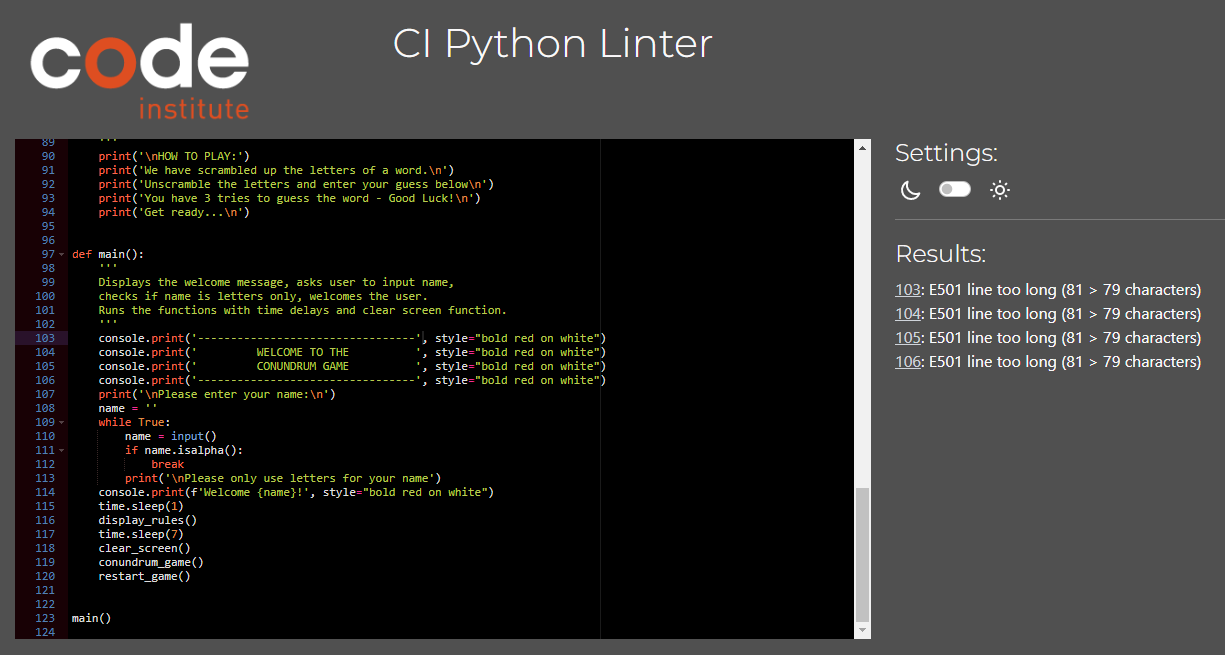 code
institute
CI Python Linter
89 '''
90 print('\nHOW TO PLAY:')
91 print('We have scrambled up the letters of a word.\n')
92 print('Unscramble the letters and enter your guess below\n')
93 print('You have 3 tries to guess the word - Good Luck!\n')
94 print('Get ready...\n')
95
96
97 def main():
98 '''
99 Displays the welcome message, asks user to input name,
100 checks if name is letters only, welcomes the user.
101 Runs the functions with time delays and clear screen function.
102 '''
103 console.print('---------------------------------', style="bold red on white")
104 console.print('         WELCOME TO THE          ', style="bold red on white")
105 console.print('         CONUNDRUM GAME          ', style="bold red on white")
106 console.print('---------------------------------', style="bold red on white")
107 print('\nPlease enter your name:\n')
108 name = ''
109 while True:
110 name = input()
111 if name.isalpha():
112 break
113 print('\nPlease only use letters for your name')
114 console.print(f'Welcome {name}!', style="bold red on white")
115 time.sleep(1)
116 display_rules()
117 time.sleep(7)
118 clear_screen()
119 conundrum_game()
120 restart_game()
121
122
123 main()
124
Settings:
Results:
103: E501 line too long (81 > 79 characters)
104: E501 line too long (81 > 79 characters)
105: E501 line too long (81 > 79 characters)
106: E501 line too long (81 > 79 characters)